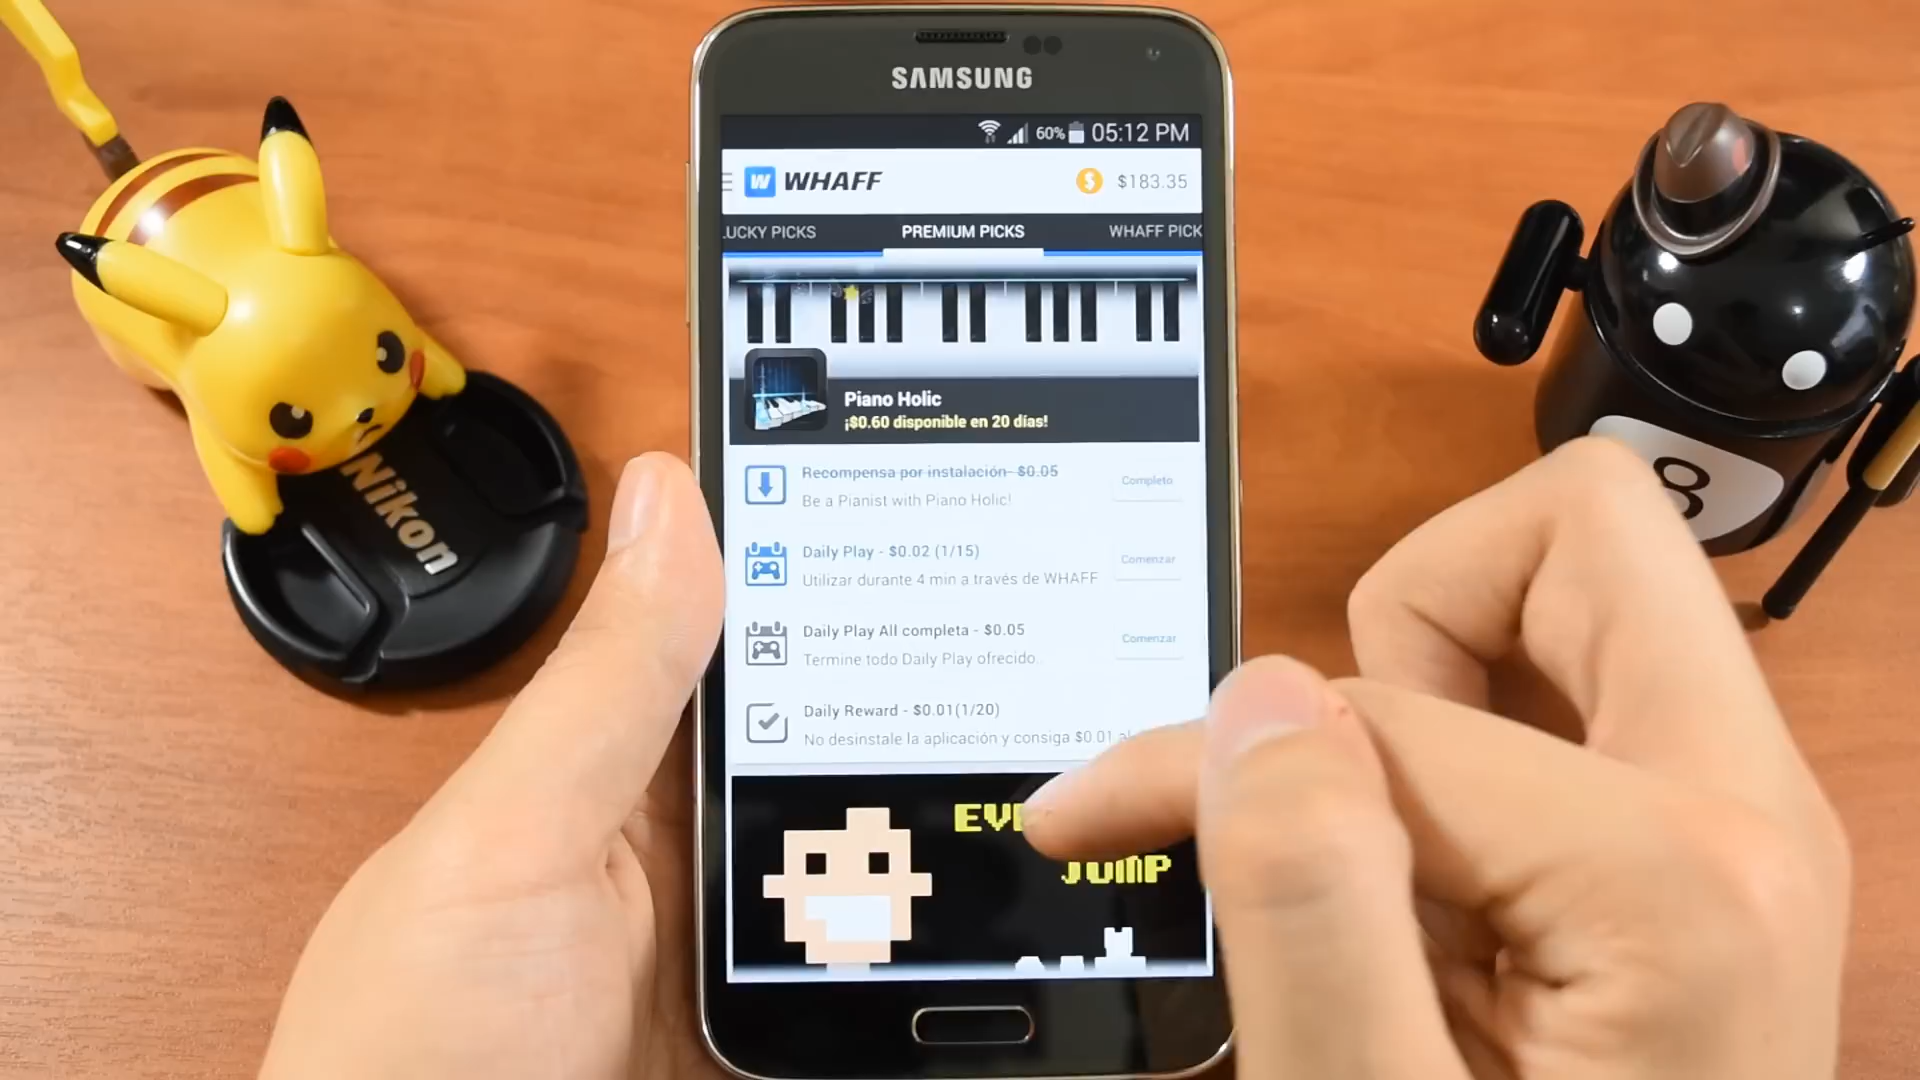 SAMSUNG
60% 05:12 PM
W WHAFF $ $183.35
LUCKY PICKS PREMIUM PICKS WHAFF PICK
Piano Holic
¡$0.60 disponible en 20 días!
Recompensa por instalación- $0.05
Completo
Be a Pianist with Piano Holic!
Daily Play - $0.02 (1/15)
Comenzar
Utilizar durante 4 min a través de WHAFF
Daily Play All completa - $0.05
Comenzar
Termine todo Daily Play ofrecido.
Daily Reward - $0.01(1/20)
No desinstale la aplicación y consiga $0.01 al
JUMP
Nikon
8